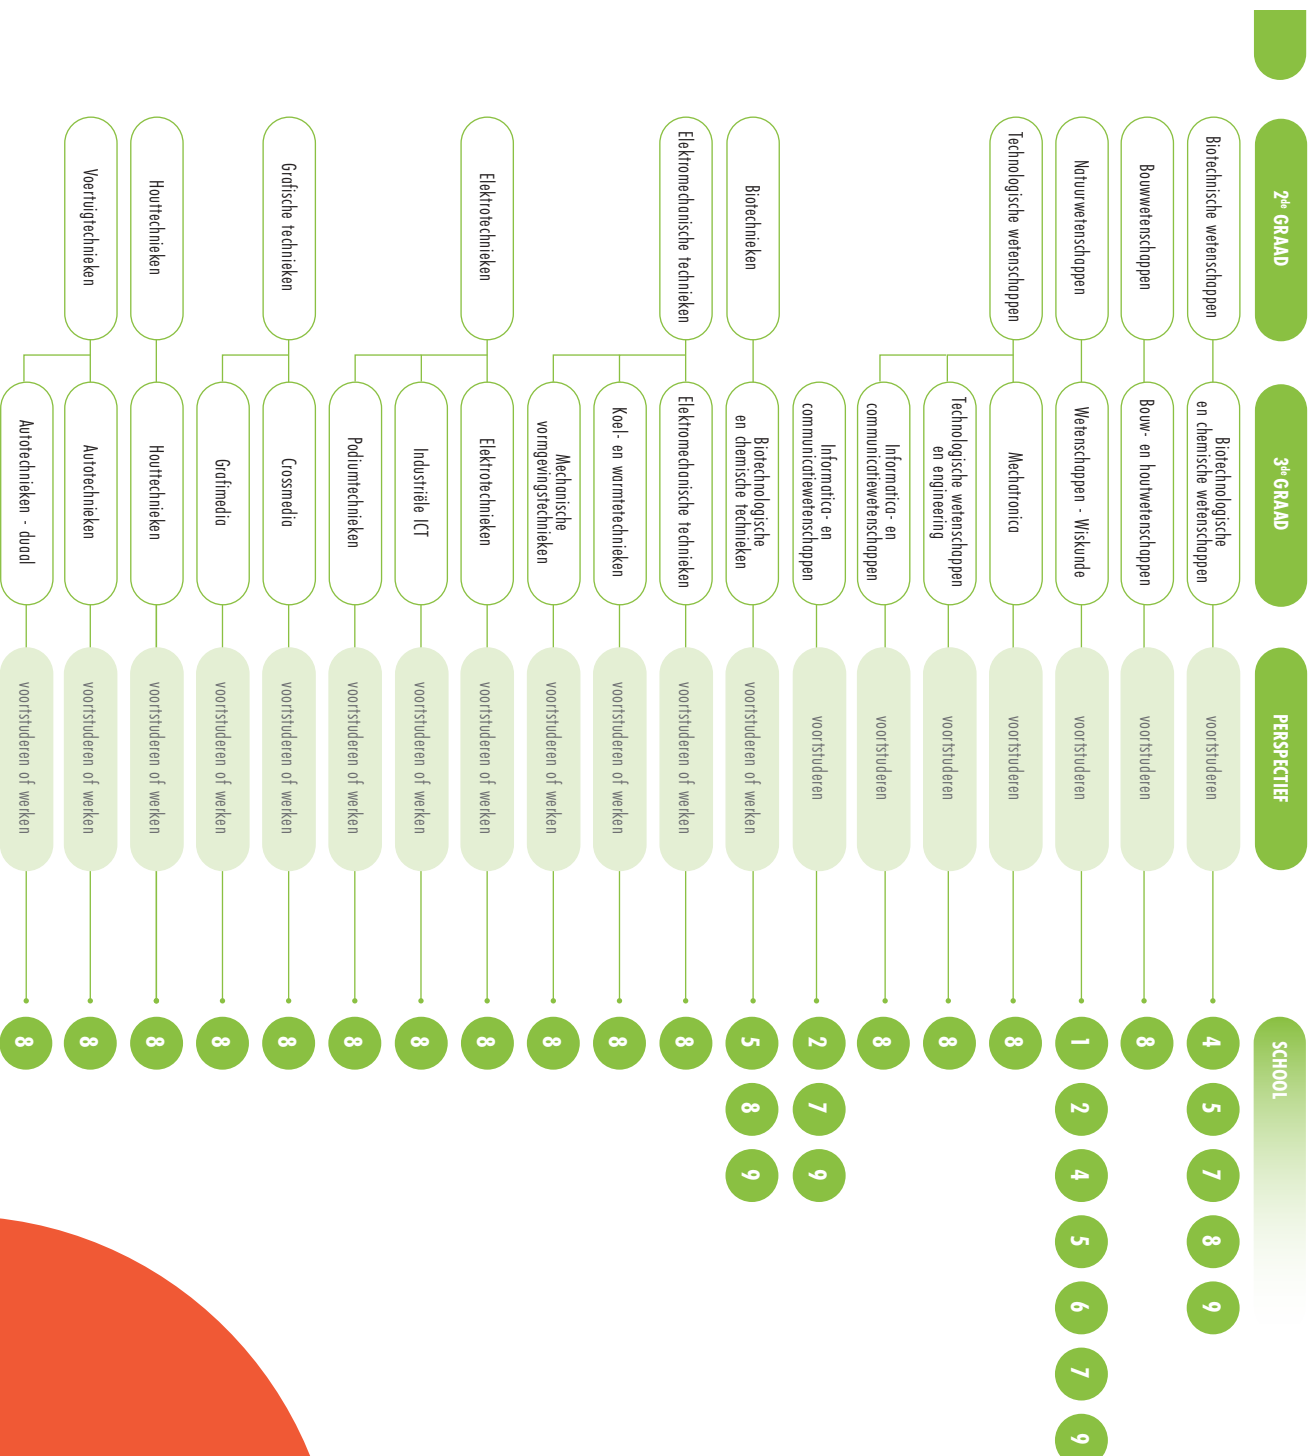 2de GRAAD
3de GRAAD
PERSPECTIEF
SCHOOL
Biotechnische wetenschappen
Biotechnologische
en chemische wetenschappen
voortstuderen
4
5
7
8
9
Bouwwetenschappen
Bouw- en houtwetenschappen
voortstuderen
8
Natuurwetenschappen
Wetenschappen - Wiskunde
voortstuderen
1
2
4
5
6
7
9
Technologische wetenschappen
Mechatronica
voortstuderen
8
Technologische wetenschappen
en engineering
voortstuderen
8
Informatica- en
communicatiewetenschappen
voortstuderen
8
Informatica- en
communicatiewetenschappen
voortstuderen
2
7
9
Biotechnieken
Biotechnologische
en chemische technieken
voortstuderen of werken
5
8
9
Elektromechanische technieken
Elektromechanische technieken
voortstuderen of werken
8
Koel- en warmtetechnieken
voortstuderen of werken
8
Mechanische
vormgevingstechnieken
voortstuderen of werken
8
Elektrotechnieken
Elektrotechnieken
voortstuderen of werken
8
Industriële ICT
voortstuderen of werken
8
Podiumtechnieken
voortstuderen of werken
8
Grafische technieken
Crossmedia
voortstuderen of werken
8
Grafimedia
voortstuderen of werken
8
Houttechnieken
Houttechnieken
voortstuderen of werken
8
Voertuigtechnieken
Autotechnieken
voortstuderen of werken
8
Autotechnieken - duaal
voortstuderen of werken
8